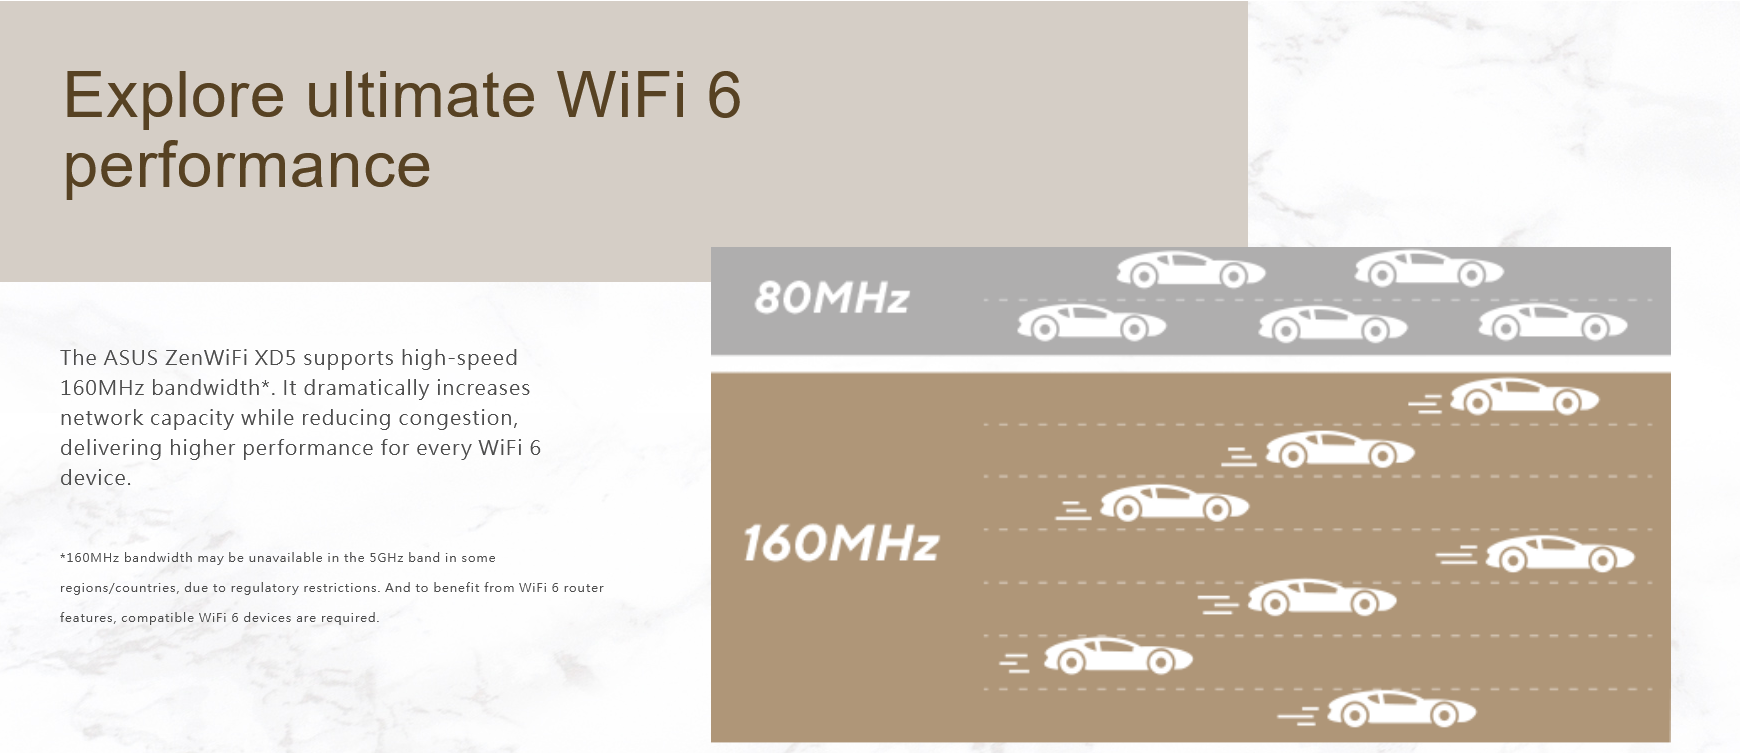 Explore ultimate WiFi 6
performance
80MHz
The ASUS ZenWiFi XD5 supports high-speed
160MHz bandwidth*. It dramatically increases
network capacity while reducing congestion,
delivering higher performance for every WiFi 6
device.
160MHz
*160MHz bandwidth may be unavailable in the 5GHz band in some
regions/countries, due to regulatory restrictions. And to benefit from WiFi 6 router
features, compatible WiFi 6 devices are required.